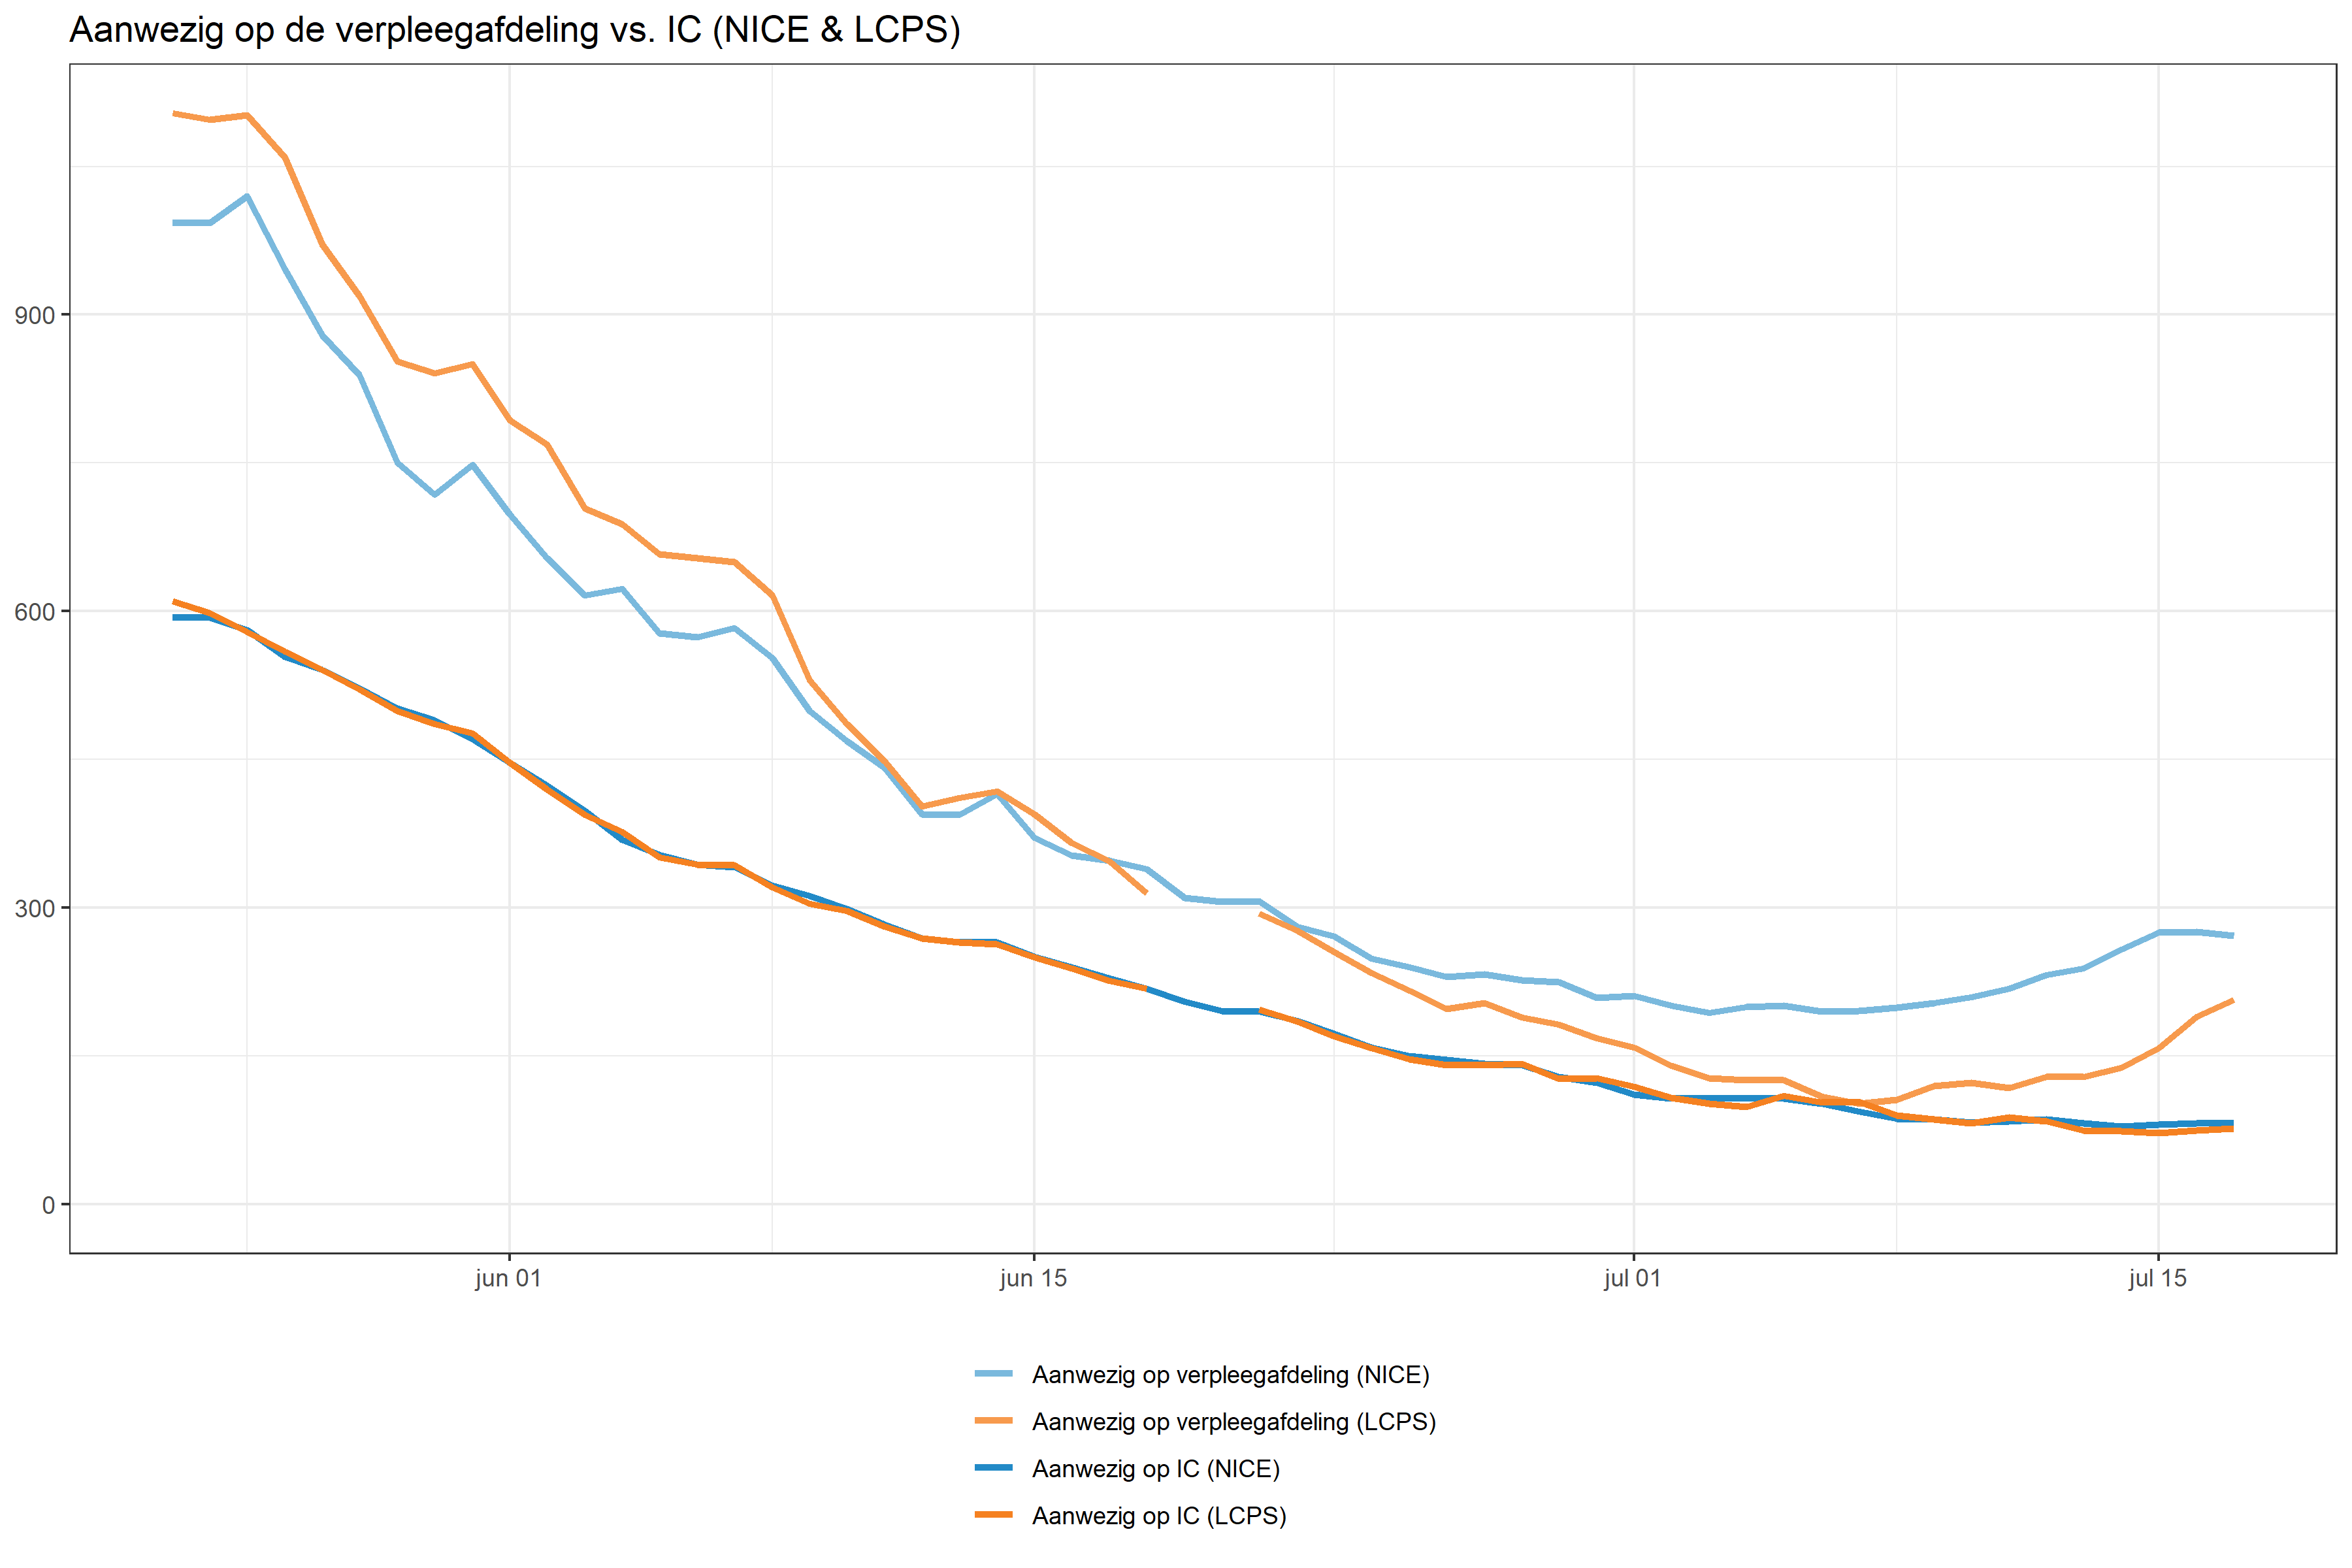 Aanwezig op de verpleegafdeling vs. IC (NICE & LCPS)
900
600
300
0
jun 01
jun 15
jul 01
jul 15
Aanwezig op verpleegafdeling (NICE)
Aanwezig op verpleegafdeling (LCPS)
Aanwezig op IC (NICE)
Aanwezig op IC (LCPS)